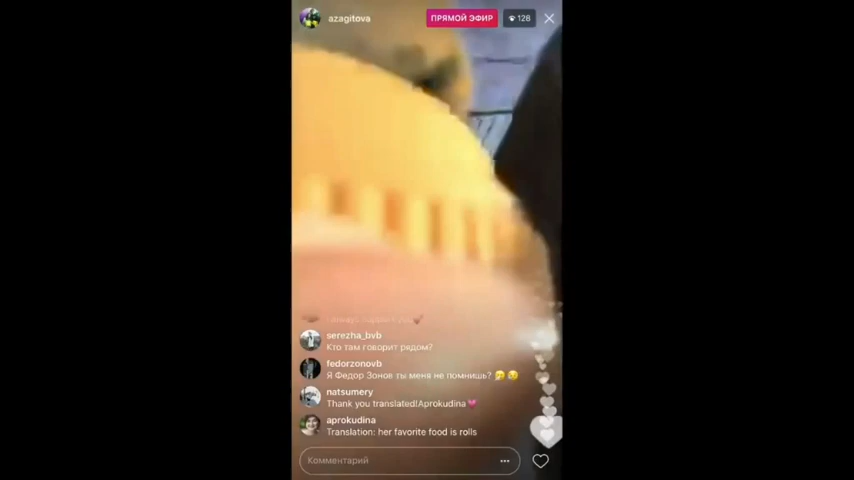 azagitova
ПРЯМОЙ ЭФИР
128
serezha_bvb
Кто там говорит рядом?
fedorzonovb
Я Федор Зонов ты меня не помнишь? 🤔😢
natsumery
Thank you translated!Aprokudina💗
aprokudina
Translation: her favorite food is rolls
Комментарий